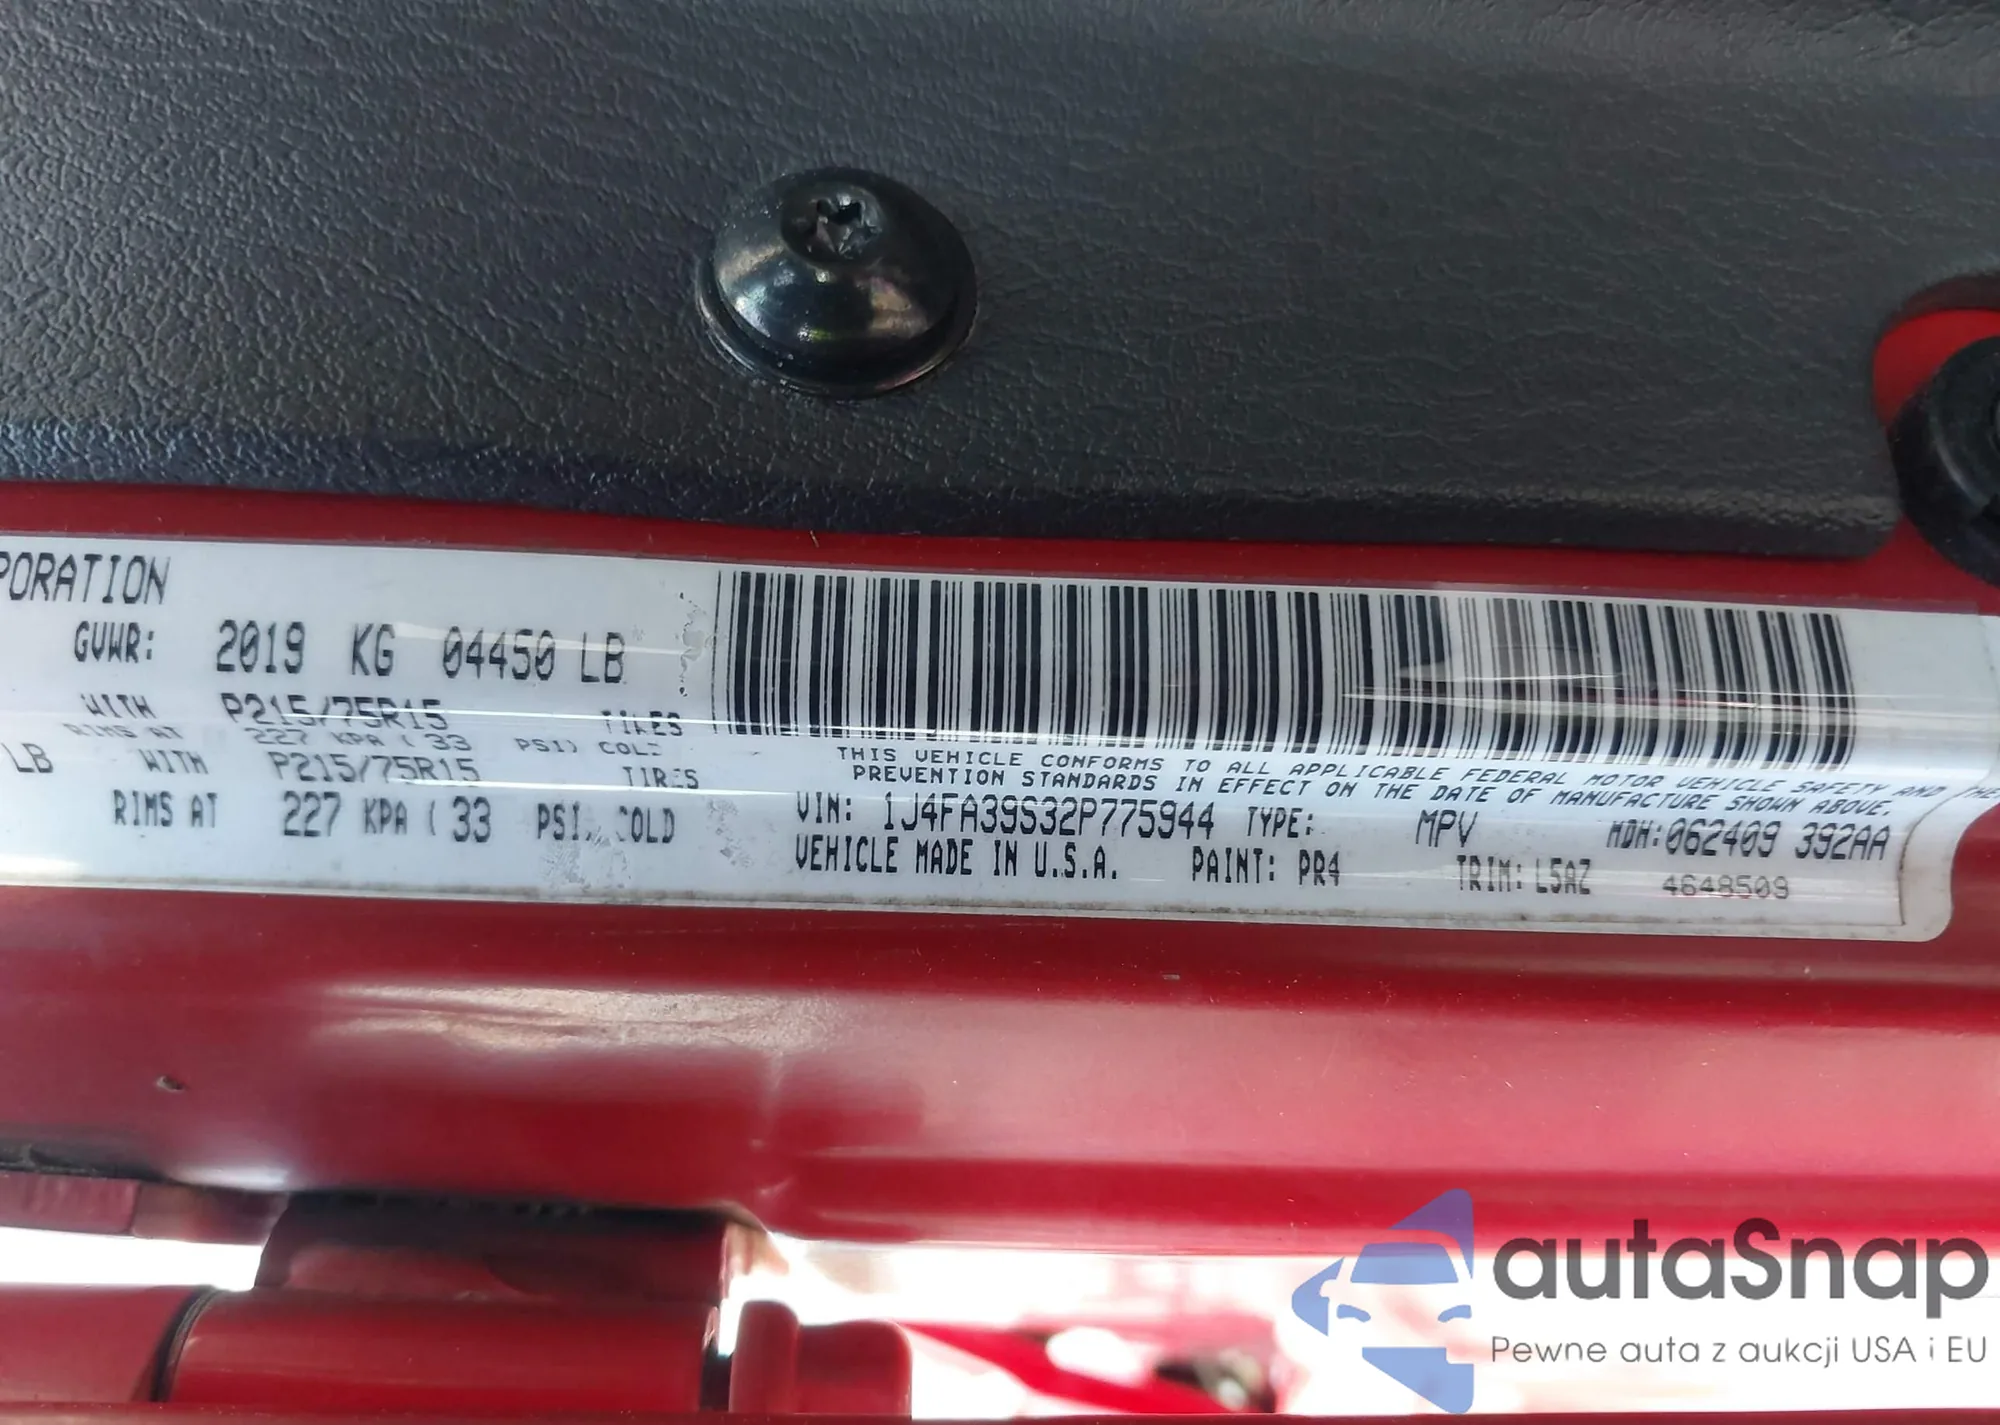 PORATION
GVWR: 2019 KG 04450 LB
WITH P215/75R15 TIRES
RIMS AT 227 KPA ( 33 PSI) COLD
LB WITH P215/75R15 TIRES
RIMS AT 227 KPA ( 33 PSI, COLD
THIS VEHICLE CONFORMS TO ALL APPLICABLE FEDERAL MOTOR VEHICLE SAFETY AND THE
PREVENTION STANDARDS IN EFFECT ON THE DATE OF MANUFACTURE SHOWN ABOVE.
VIN: 1J4FA39S32P775944 TYPE: MPV MDH:062409 392AA
VEHICLE MADE IN U.S.A. PAINT: PR4 TRIM: L5AZ 4648509
autaSnap
Pewne auta z aukcji USA i EU